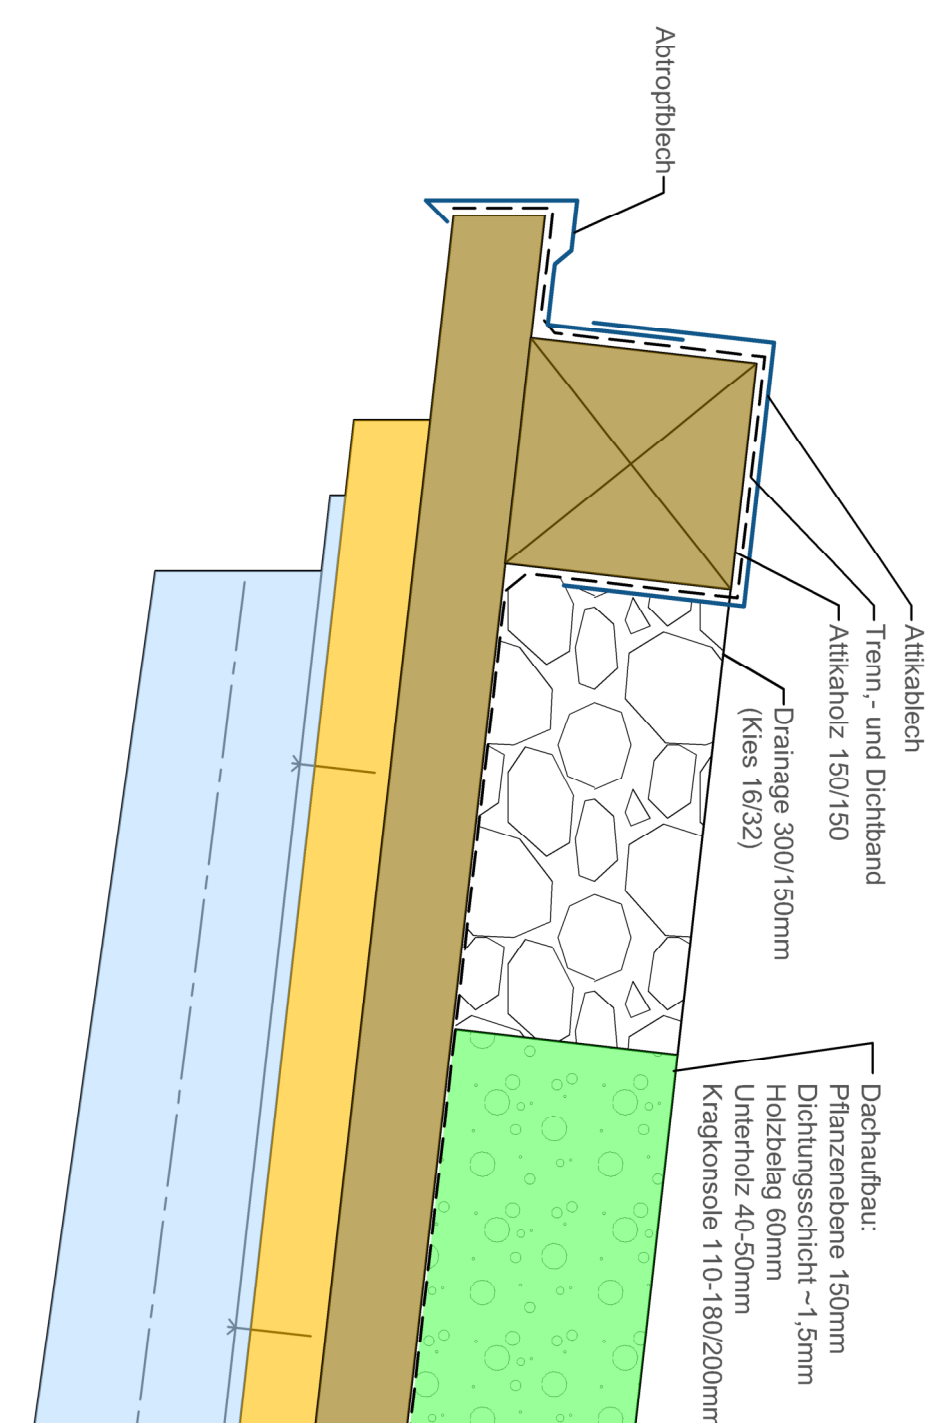 Abtropfblech
Attikablech
Trenn,- und Dichtband
Attikaholz 150/150
Drainage 300/150mm
(Kies 16/32)
Dachaufbau:
Pflanzenebene 150mm
Dichtungsschicht ~1,5mm
Holzbelag 60mm
Unterholz 40-50mm
Kragkonsole 110-180/200mm